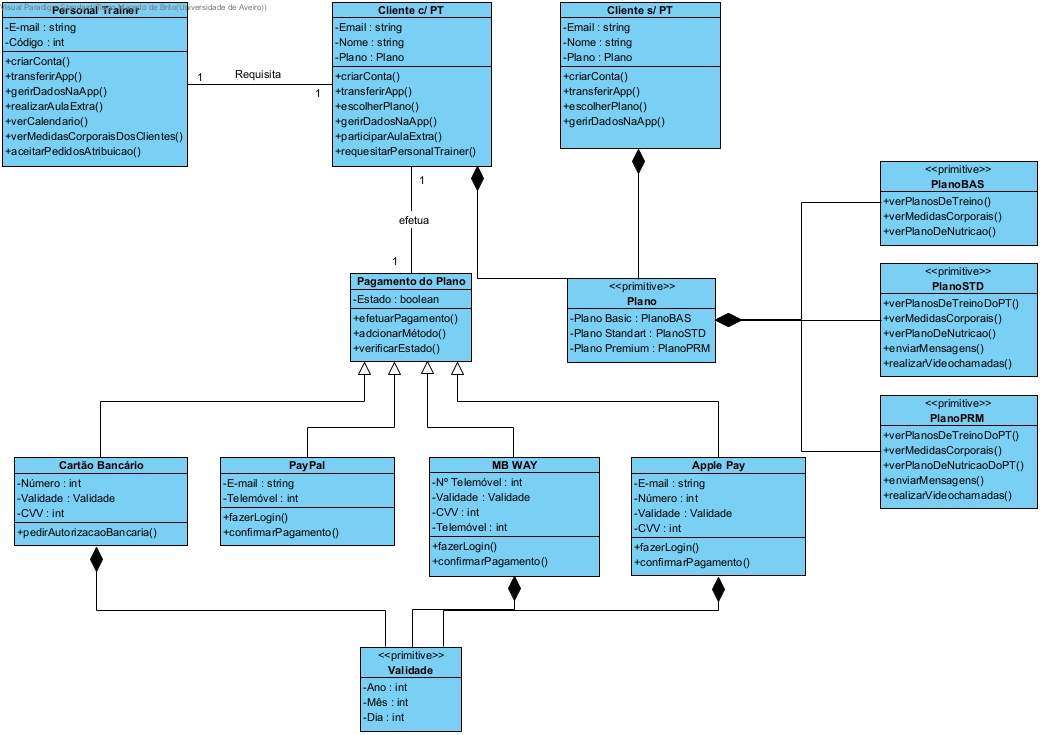 Personal Trainer
-E-mail : string
-Código : int
+criarConta()
+transferirApp()
+gerirDadosNaApp()
+realizarAulaExtra()
+verCalendario()
+verMedidasCorporaisDosClientes()
+aceitarPedidosAtribuicao()
1
Requisita
1
Cliente c/ PT
-Email : string
-Nome : string
-Plano : Plano
+criarConta()
+transferirApp()
+escolherPlano()
+gerirDadosNaApp()
+participarAulaExtra()
+requesitarPersonalTrainer()
Cliente s/ PT
-Email : string
-Nome : string
-Plano : Plano
+criarConta()
+transferirApp()
+escolherPlano()
+gerirDadosNaApp()
1
efetua
1
<<primitive>>
PlanoBAS
+verPlanosDeTreino()
+verMedidasCorporais()
+verPlanoDeNutricao()
Pagamento do Plano
-Estado : boolean
+efetuarPagamento()
+adcionarMétodo()
+verificarEstado()
<<primitive>>
Plano
-Plano Basic : PlanoBAS
-Plano Standart : PlanoSTD
-Plano Premium : PlanoPRM
<<primitive>>
PlanoSTD
+verPlanosDeTreinoDoPT()
+verMedidasCorporais()
+verPlanoDeNutricao()
+enviarMensagens()
+realizarVideochamadas()
<<primitive>>
PlanoPRM
+verPlanosDeTreinoDoPT()
+verMedidasCorporais()
+verPlanoDeNutricaoDoPT()
+enviarMensagens()
+realizarVideochamadas()
Cartão Bancário
-Número : int
-Validade : Validade
-CVV : int
+pedirAutorizacaoBancaria()
PayPal
-E-mail : string
-Telemóvel : int
+fazerLogin()
+confirmarPagamento()
MB WAY
-Nº Telemóvel : int
-Validade : Validade
-CVV : int
-Telemóvel : int
+fazerLogin()
+confirmarPagamento()
Apple Pay
-E-mail : string
-Número : int
-Validade : Validade
-CVV : int
+fazerLogin()
+confirmarPagamento()
<<primitive>>
Validade
-Ano : int
-Mês : int
-Dia : int